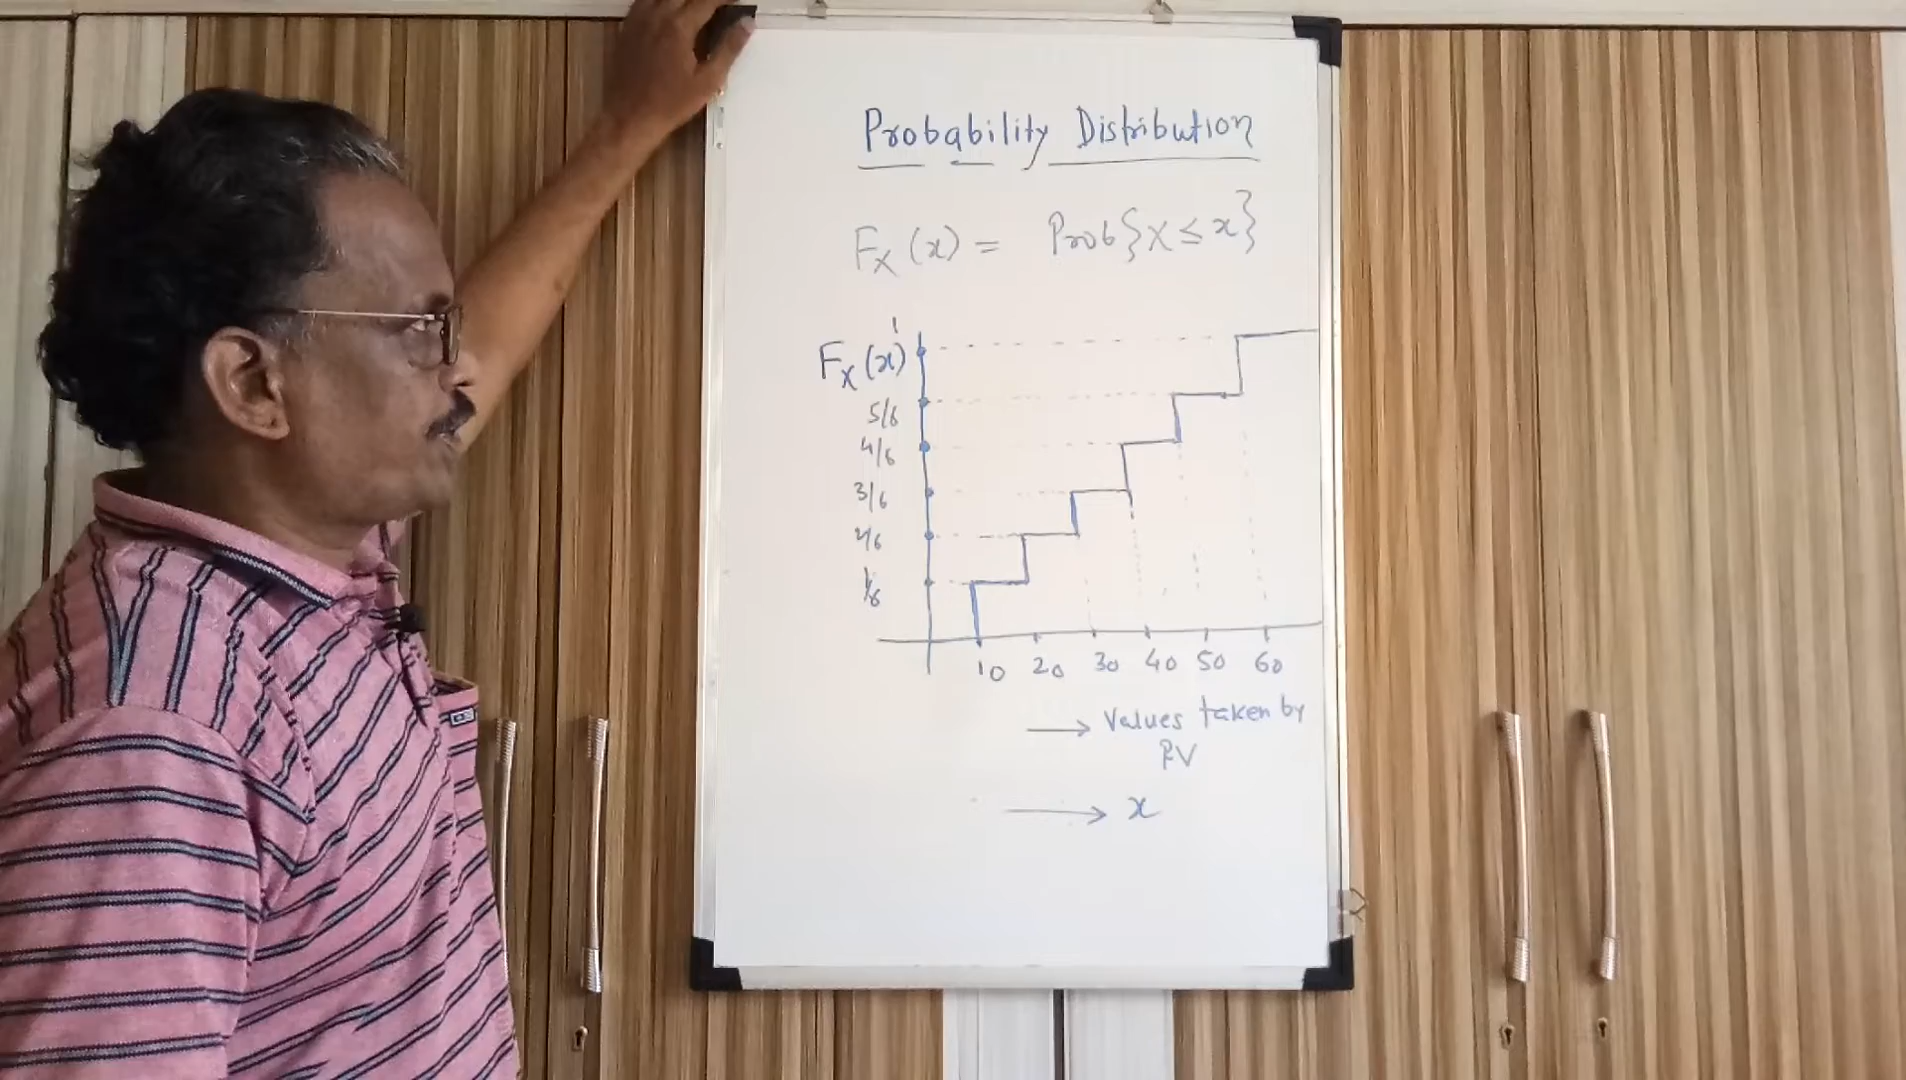 Probability Distribution
Fx (x) = Prob{X ≤ x}
1
Fx (x)
5/6
4/6
3/6
2/6
1/6
10 20 30 40 50 60
→ Values taken by
RV
→ x